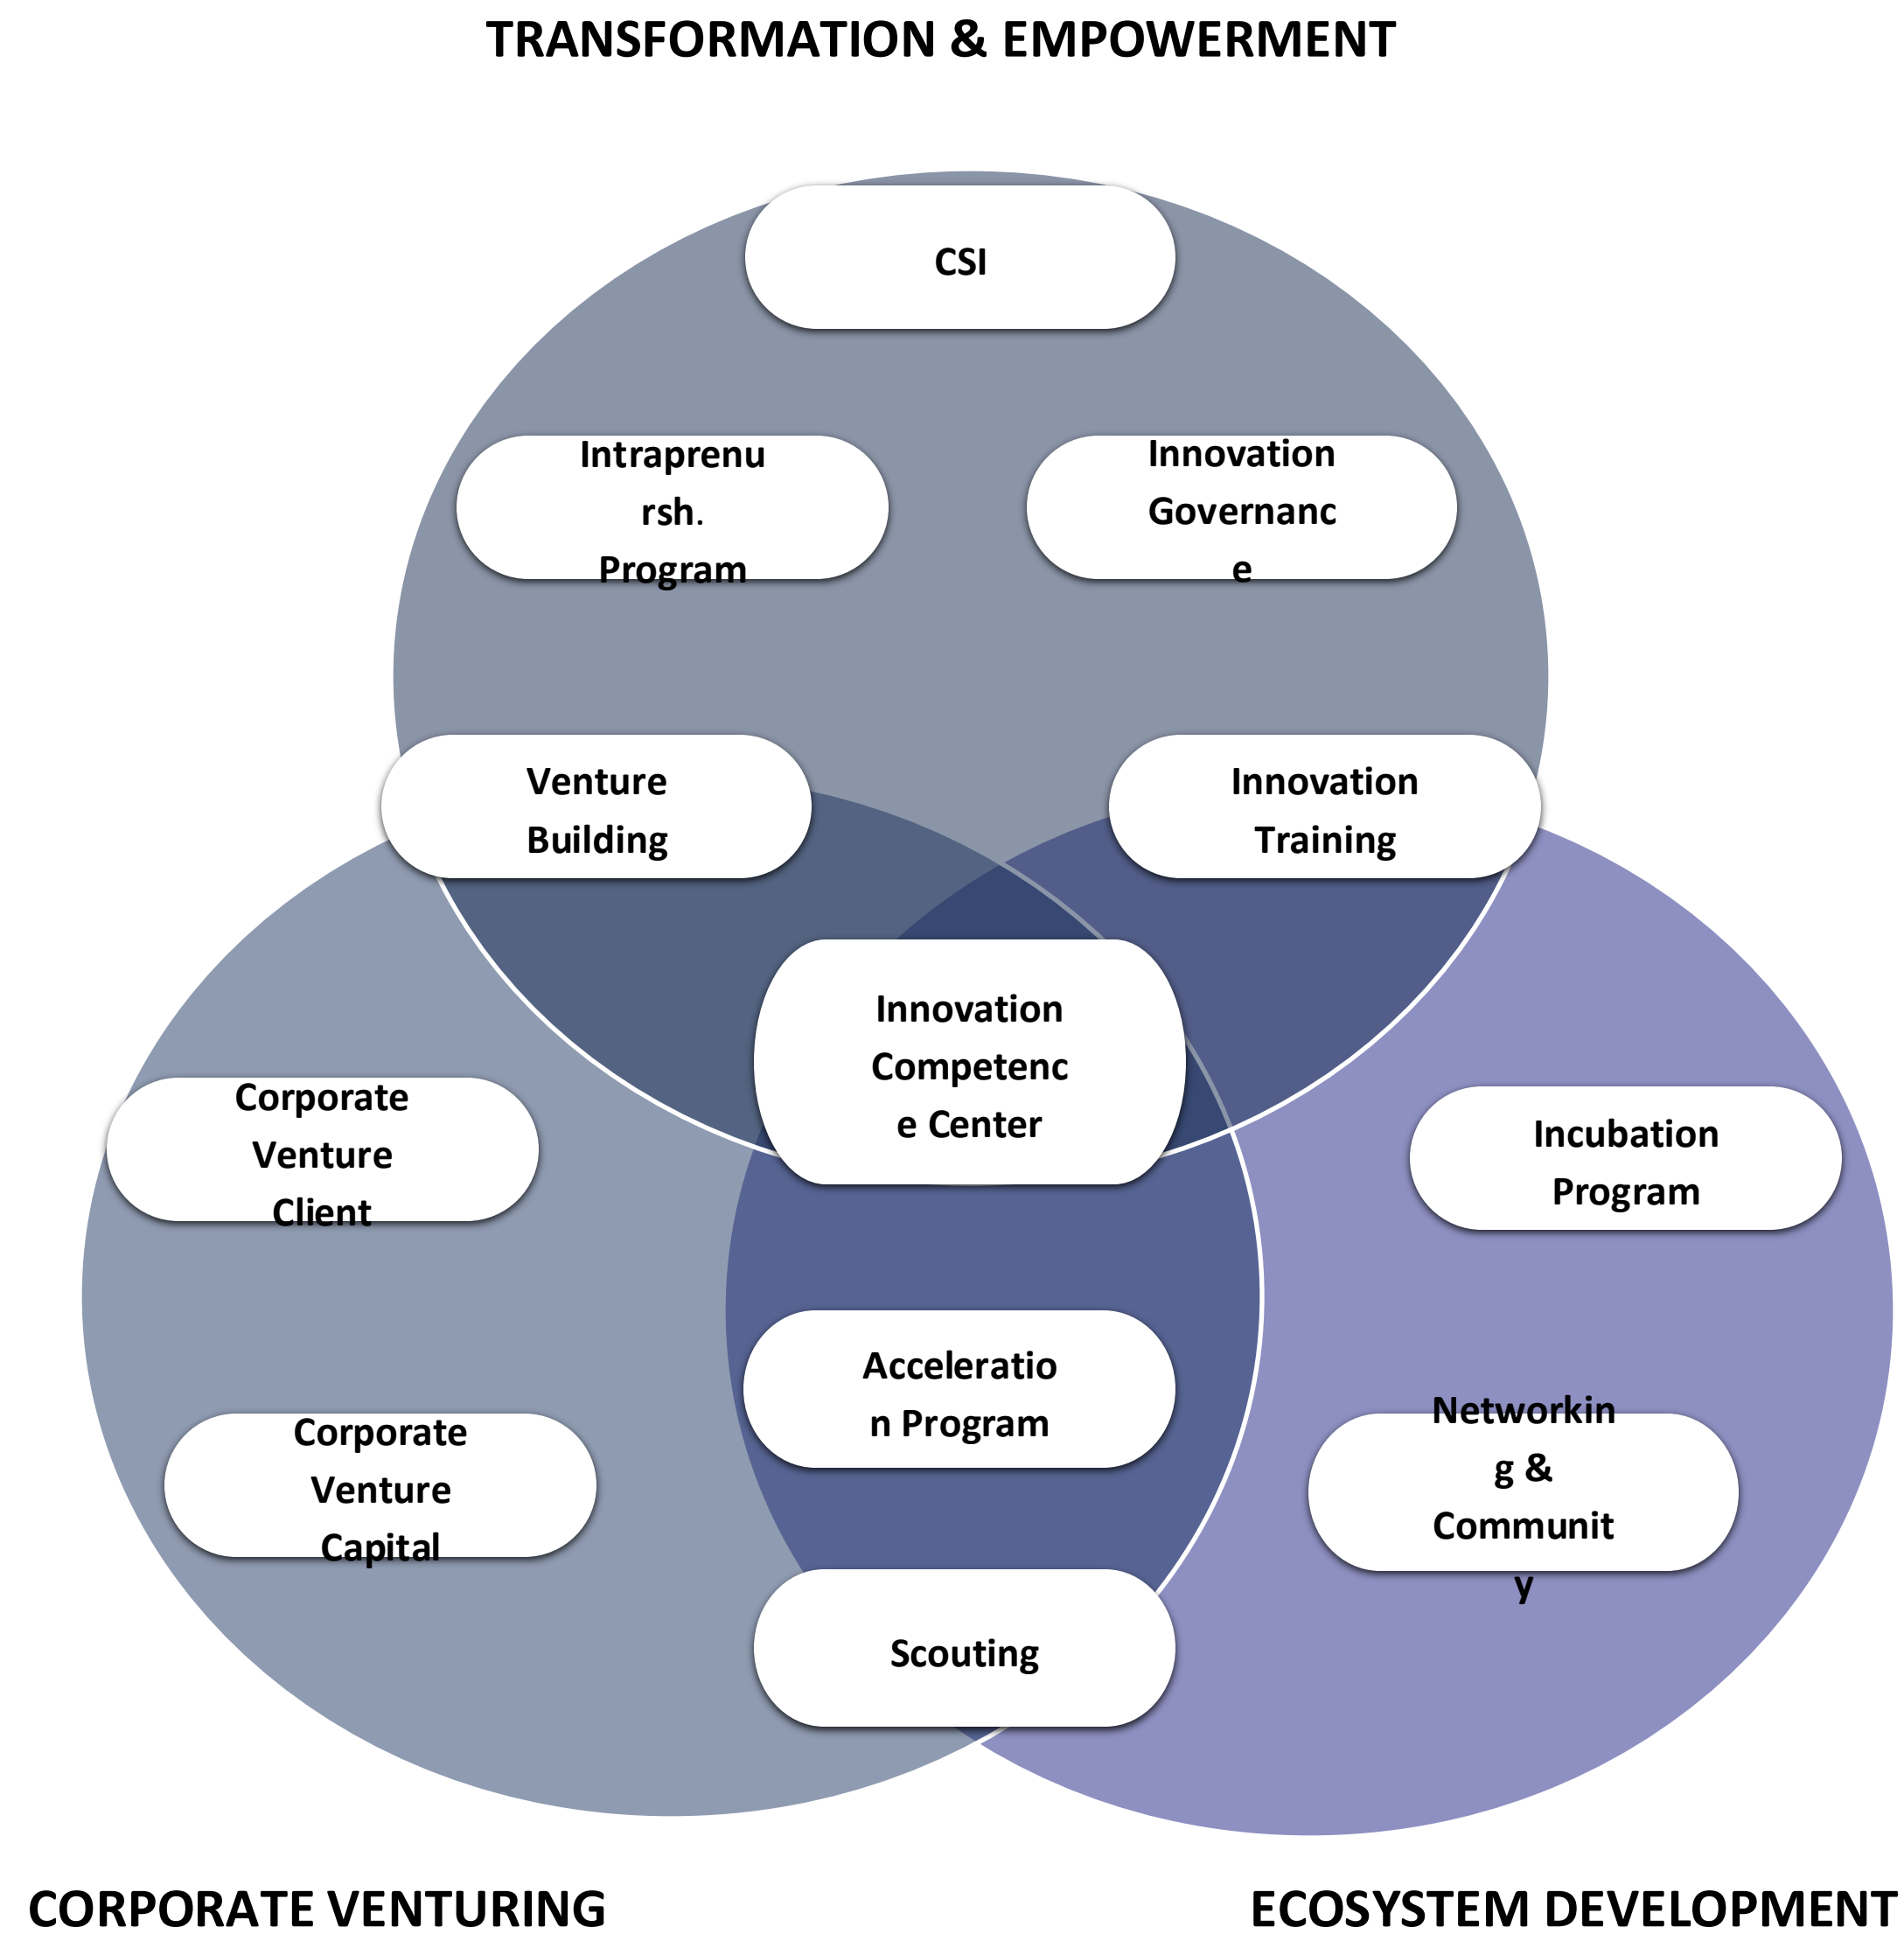 TRANSFORMATION & EMPOWERMENT
CSI
Intraprenu
rsh.
Program
Innovation
Governanc
e
Venture
Building
Innovation
Training
Innovation
Competenc
e Center
Corporate
Venture
Client
Incubation
Program
Acceleratio
n Program
Corporate
Venture
Capital
Networkin
g &
Communit
y
Scouting
CORPORATE VENTURING
ECOSYSTEM DEVELOPMENT